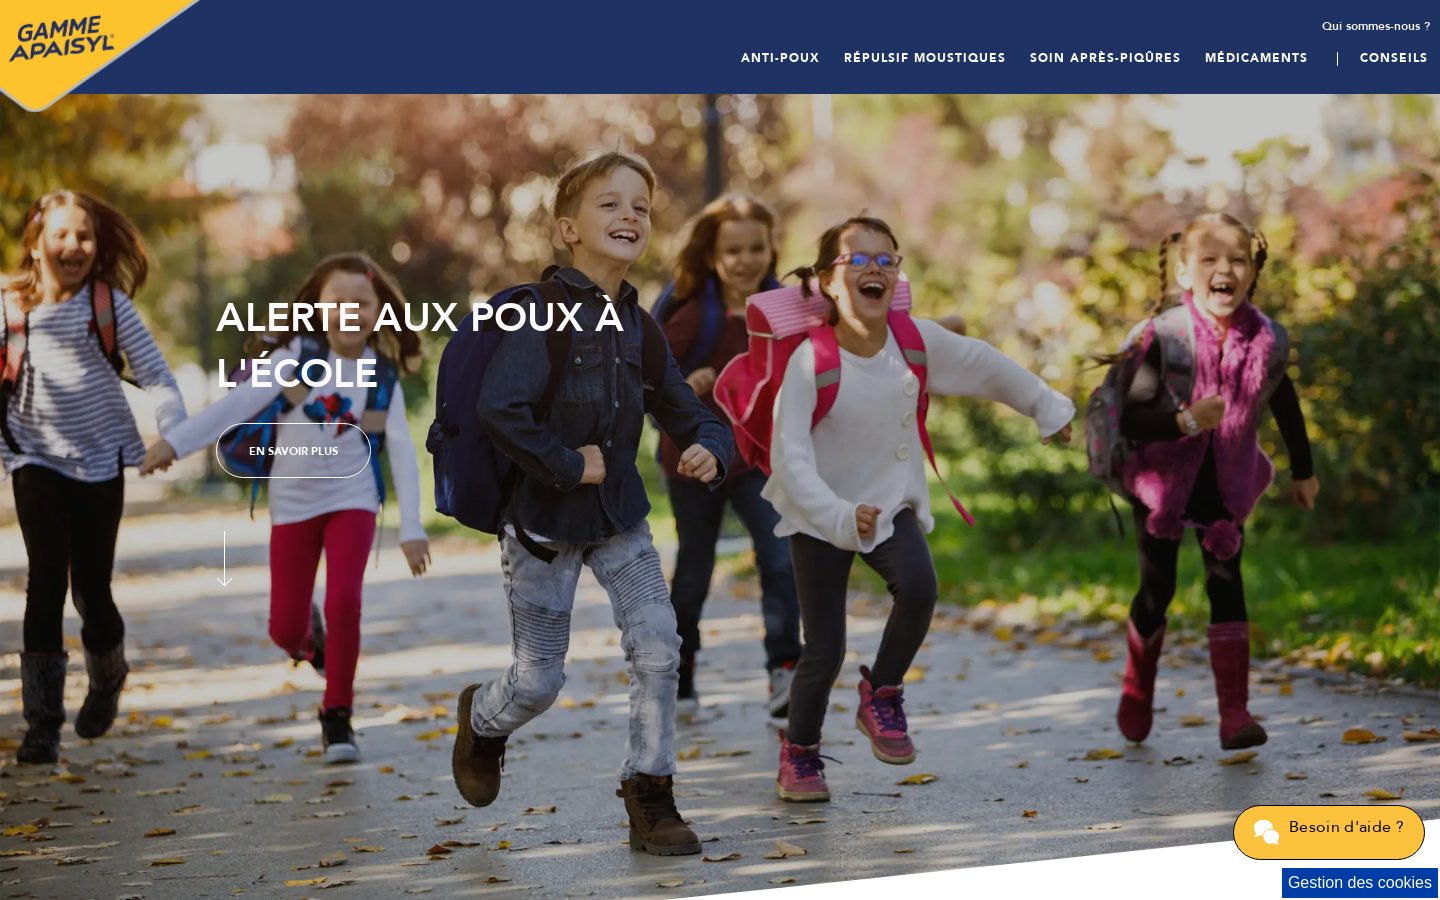 GAMME
APAISYL®
Qui sommes-nous ?
ANTI-POUX
RÉPULSIF MOUSTIQUES
SOIN APRÈS-PIQÛRES
MÉDICAMENTS
CONSEILS
ALERTE AUX POUX À
L'ÉCOLE
EN SAVOIR PLUS
Besoin d'aide ?
Gestion des cookies